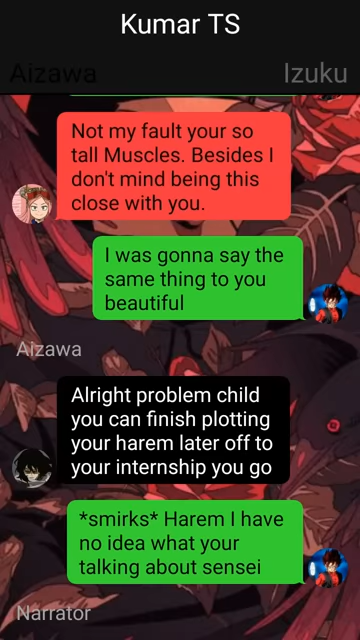 Kumar TS
Aizawa
Izuku
Not my fault your so
tall Muscles. Besides I
don't mind being this
close with you.
I was gonna say the
same thing to you
beautiful
Aizawa
Alright problem child
you can finish plotting
your harem later off to
your internship you go
*smirks* Harem I have
no idea what your
talking about sensei
Narrator